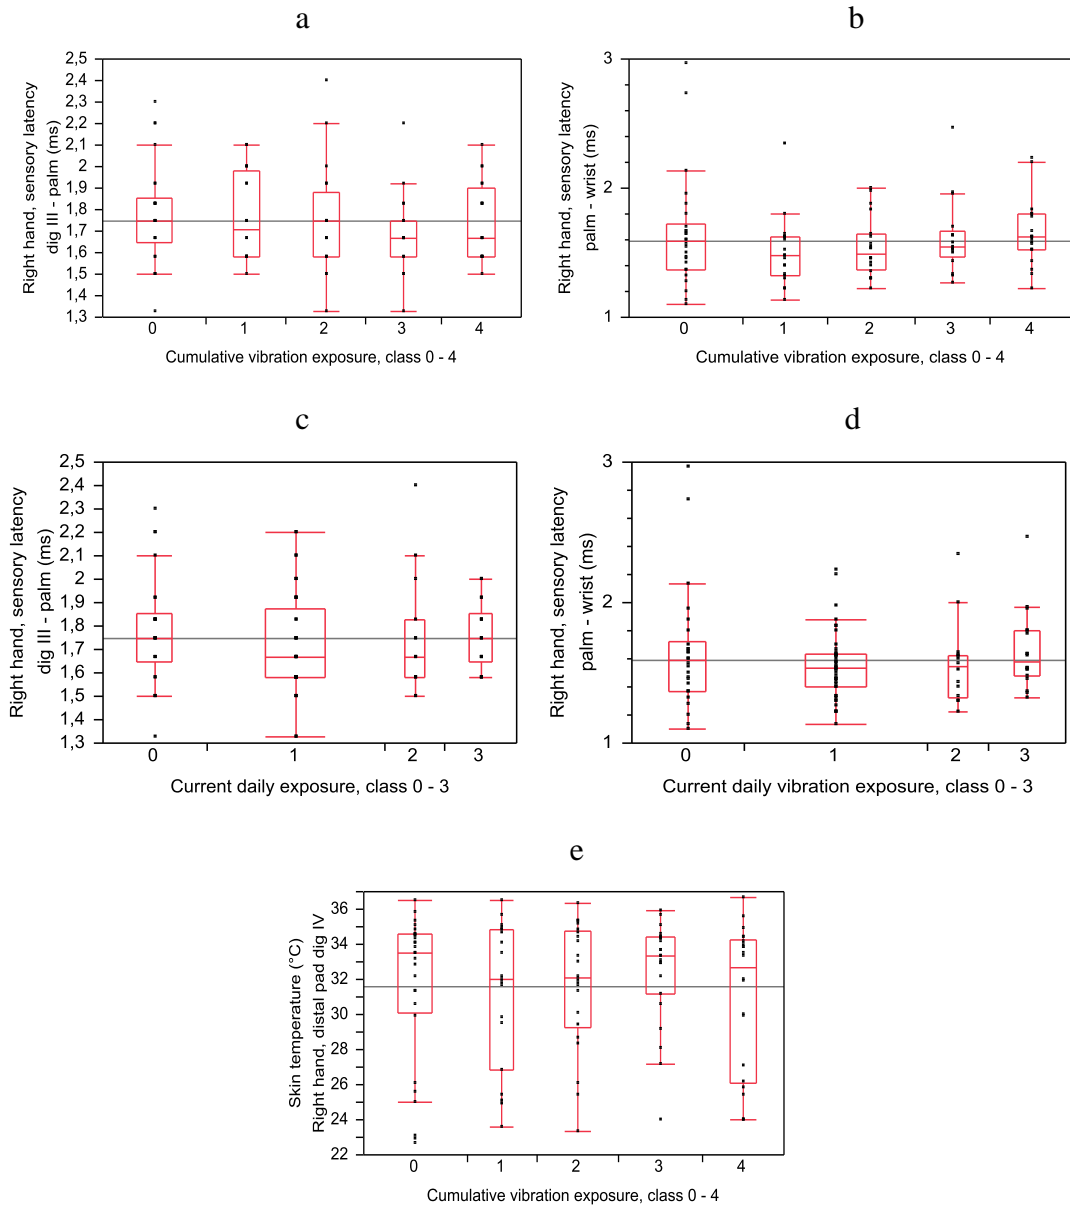 a
Right hand, sensory latency
dig III - palm (ms)
2,5
2,4
2,3
2,2
2,1
2
1,9
1,8
1,7
1,6
1,5
1,4
1,3
0 1 2 3 4
Cumulative vibration exposure, class 0 - 4
b
Right hand, sensory latency
palm - wrist (ms)
3
2
1
0 1 2 3 4
Cumulative vibration exposure, class 0 - 4
c
Right hand, sensory latency
dig III - palm (ms)
2,5
2,4
2,3
2,2
2,1
2
1,9
1,8
1,7
1,6
1,5
1,4
1,3
0 1 2 3
Current daily exposure, class 0 - 3
d
Right hand, sensory latency
palm - wrist (ms)
3
2
1
0 1 2 3
Current daily vibration exposure, class 0 - 3
e
Skin temperature (°C)
Right hand, distal pad dig IV
36
34
32
30
28
26
24
22
0 1 2 3 4
Cumulative vibration exposure, class 0 - 4